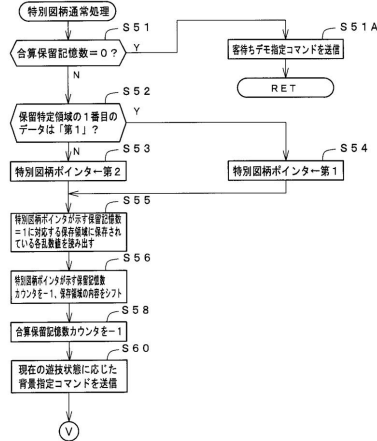 特別図柄通常処理
S51
合算保留記憶数=0?
Y
N
S51A
客待ちデモ指定コマンドを送信
RET
S52
保留特定領域の1番目の
データは「第1」?
Y
N
S53
特別図柄ポインタ←第2
S54
特別図柄ポインタ←第1
S55
特別図柄ポインタが示す保留記憶数
=1に対応する保存領域に保存され
ている各乱数値を読み出す
S56
特別図柄ポインタが示す保留記憶数
カウンタを-1、保存領域の内容をシフト
S58
合算保留記憶数カウンタを-1
S60
現在の遊技状態に応じた
背景指定コマンドを送信
V